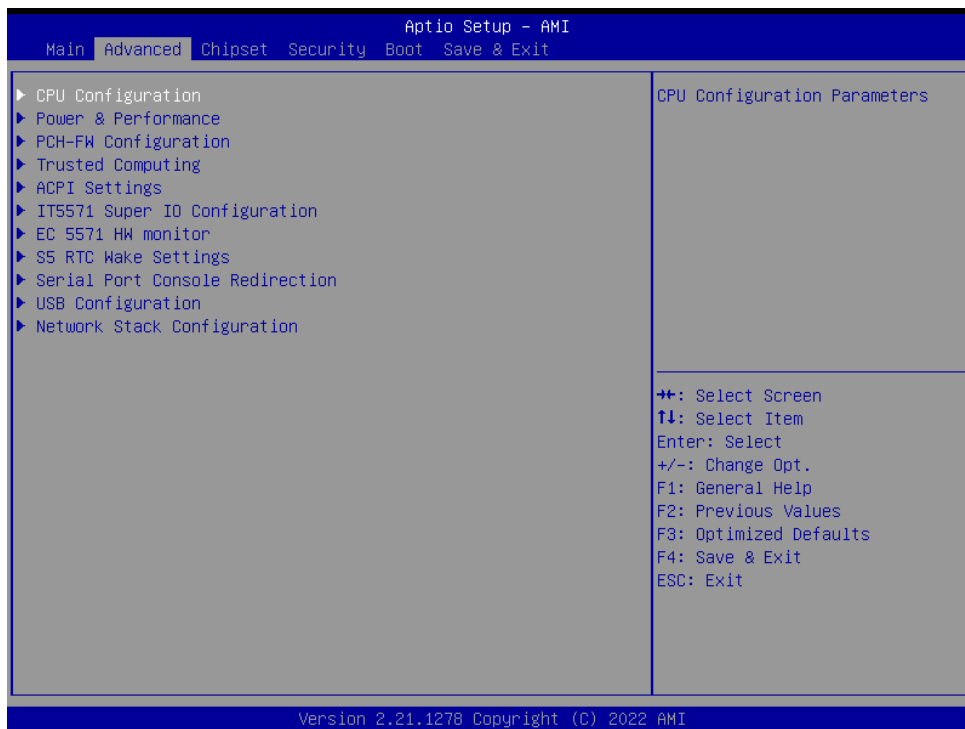 Aptio Setup – AMI
Main Advanced Chipset Security Boot Save & Exit
CPU Configuration
Power & Performance
PCH-FW Configuration
Trusted Computing
ACPI Settings
IT5571 Super IO Configuration
EC 5571 HW monitor
S5 RTC Wake Settings
Serial Port Console Redirection
USB Configuration
Network Stack Configuration
CPU Configuration Parameters
→←: Select Screen
↑↓: Select Item
Enter: Select
+/-: Change Opt.
F1: General Help
F2: Previous Values
F3: Optimized Defaults
F4: Save & Exit
ESC: Exit
Version 2.21.1278 Copyright (C) 2022 AMI